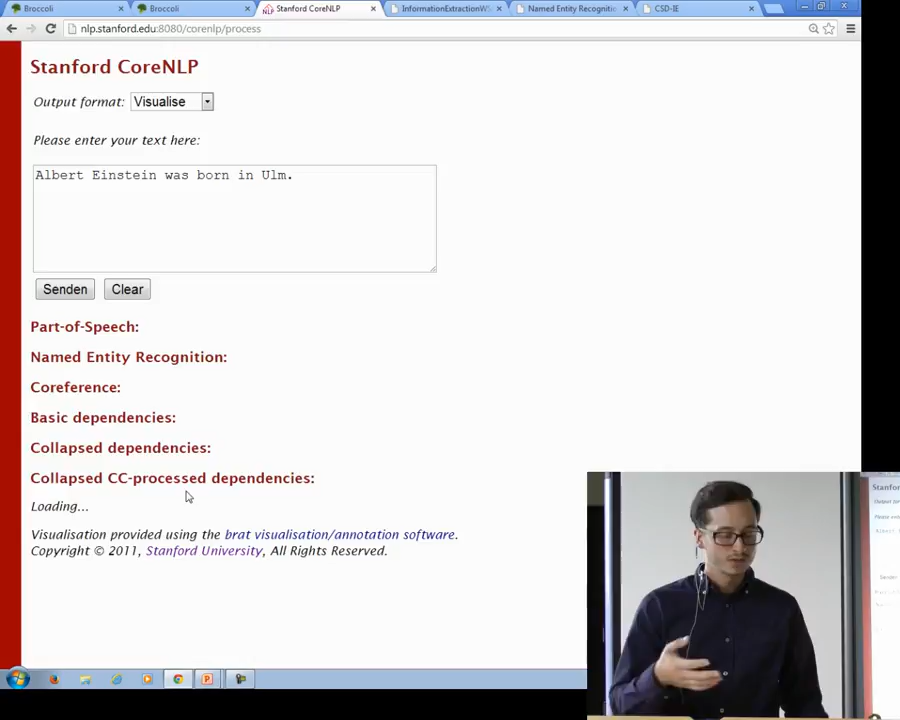 Broccoli
Broccoli
Stanford CoreNLP
InformationExtractionW
Named Entity Recognitio
CSD-IE
nlp.stanford.edu:8080/corenlp/process
Stanford CoreNLP
Output format: Visualise
Please enter your text here:
Albert Einstein was born in Ulm.
Senden Clear
Part-of-Speech:
Named Entity Recognition:
Coreference:
Basic dependencies:
Collapsed dependencies:
Collapsed CC-processed dependencies:
Loading...
Visualisation provided using the brat visualisation/annotation software.
Copyright © 2011, Stanford University, All Rights Reserved.